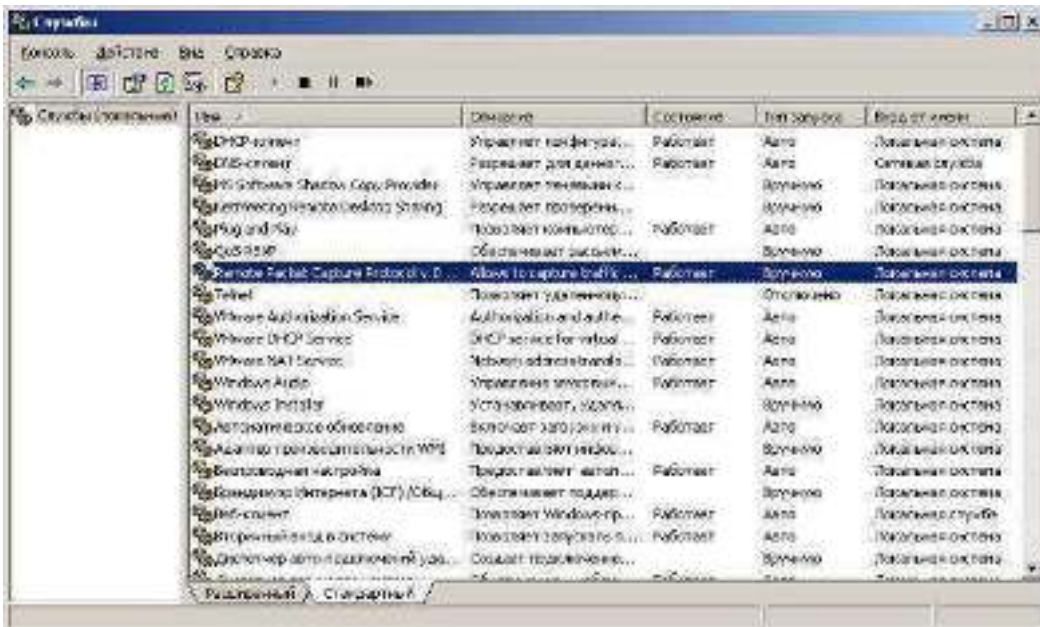 Службы
Консоль Действие Вид Справка
Службы (локальные)
Имя Описание Состояние Тип запуска Вход от имени
DHCP-клиент Управляет конфигура... Работает Авто Локальная система
DNS-клиент Разрешает для данног... Работает Авто Сетевая служба
MS Software Shadow Copy Provider Управляет теневыми к... Вручную Локальная система
NetMeeting Remote Desktop Sharing Разрешает проверенн... Вручную Локальная система
Plug and Play Позволяет компьютер... Работает Авто Локальная система
QoS RSVP Обеспечивает рассылк... Вручную Локальная система
Remote Packet Capture Protocol v.0 ... Allows to capture traffic ... Работает Вручную Локальная система
Telnet Позволяет удаленному... Отключено Локальная система
VMware Authorization Service Authorization and authe... Работает Авто Локальная система
VMware DHCP Service DHCP service for virtual ... Работает Авто Локальная система
VMware NAT Service Network address transla... Работает Авто Локальная система
Windows Audio Управление звуковым... Работает Авто Локальная система
Windows Installer Устанавливает, удаля... Вручную Локальная система
Автоматическое обновление Включает загрузку и у... Работает Авто Локальная система
Адаптер производительности WMI Предоставляет инфор... Вручную Локальная система
Беспроводная настройка Предоставляет автом... Работает Авто Локальная система
Брандмауэр Интернета (ICF) /Общ... Обеспечивает поддер... Вручную Локальная система
Веб-клиент Позволяет Windows-пр... Работает Авто Локальная служба
Вторичный вход в систему Позволяет запускать п... Работает Авто Локальная система
Диспетчер авто-подключений уда... Создает подключение... Вручную Локальная система
Расширенный Стандартный